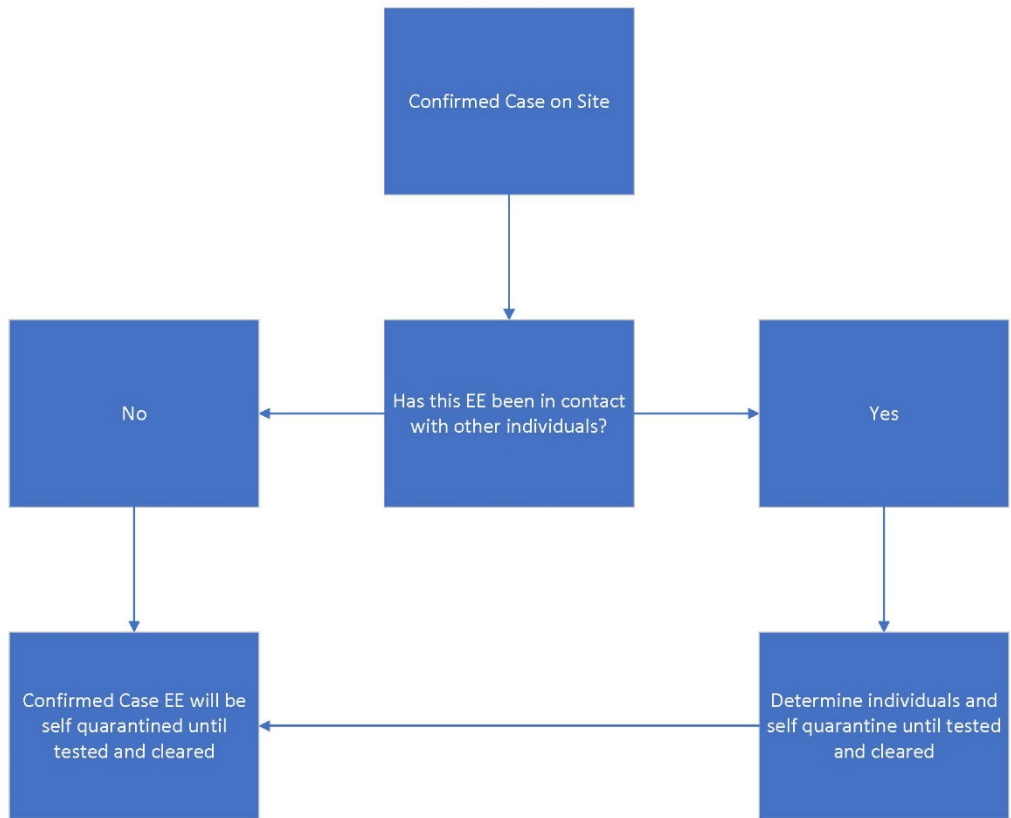 Confirmed Case on Site
No
Has this EE been in contact
with other individuals?
Yes
Confirmed Case EE will be
self quarantined until
tested and cleared
Determine individuals and
self quarantine until tested
and cleared